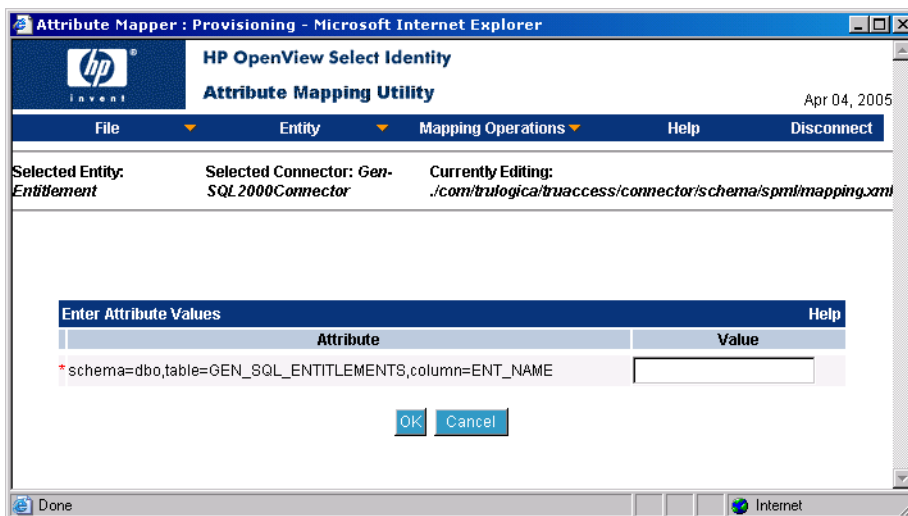 Attribute Mapper : Provisioning - Microsoft Internet Explorer
hp
®
invent
HP OpenView Select Identity
Attribute Mapping Utility
Apr 04, 2005
File Entity Mapping Operations Help Disconnect
Selected Entity: Selected Connector: Gen- Currently Editing:
Entitlement SQL2000Connector ./com/trulogica/truaccess/connector/schema/spml/mapping.xml
Enter Attribute Values Help
Attribute Value
* schema=dbo,table=GEN_SQL_ENTITLEMENTS,column=ENT_NAME
OK Cancel
Done Internet